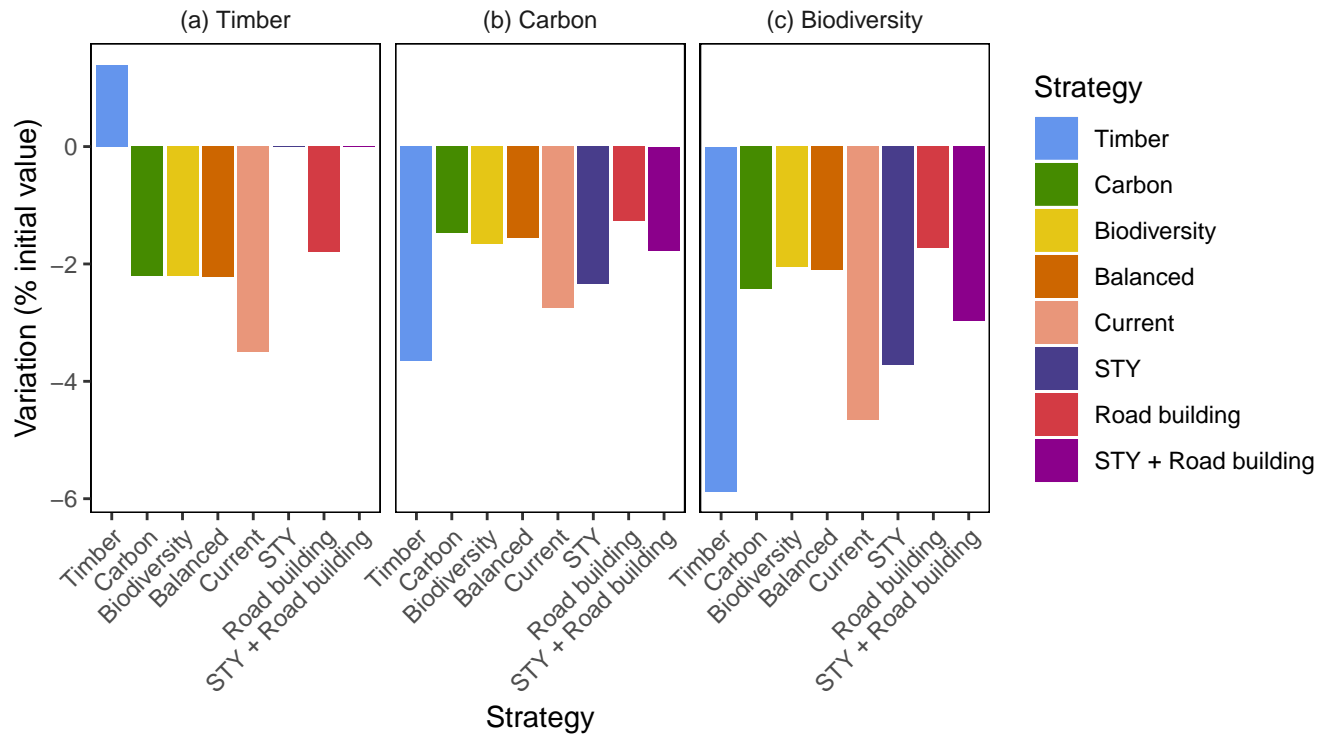 (a) Timber
(b) Carbon
(c) Biodiversity
Variation (% initial value)
0
−2
−4
−6
Timber
Carbon
Biodiversity
Balanced
Current
STY
Road building
STY + Road building
Timber
Carbon
Biodiversity
Balanced
Current
STY
Road building
STY + Road building
Timber
Carbon
Biodiversity
Balanced
Current
STY
Road building
STY + Road building
Strategy
Strategy
Timber
Carbon
Biodiversity
Balanced
Current
STY
Road building
STY + Road building